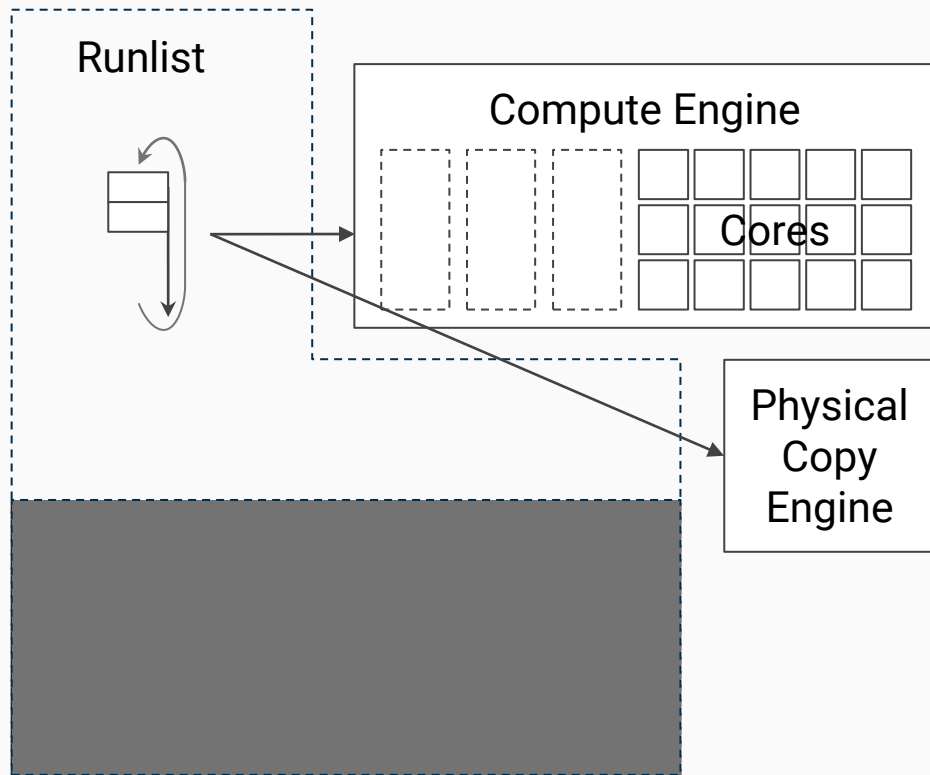 Runlist
Compute Engine
Cores
Physical
Copy
Engine